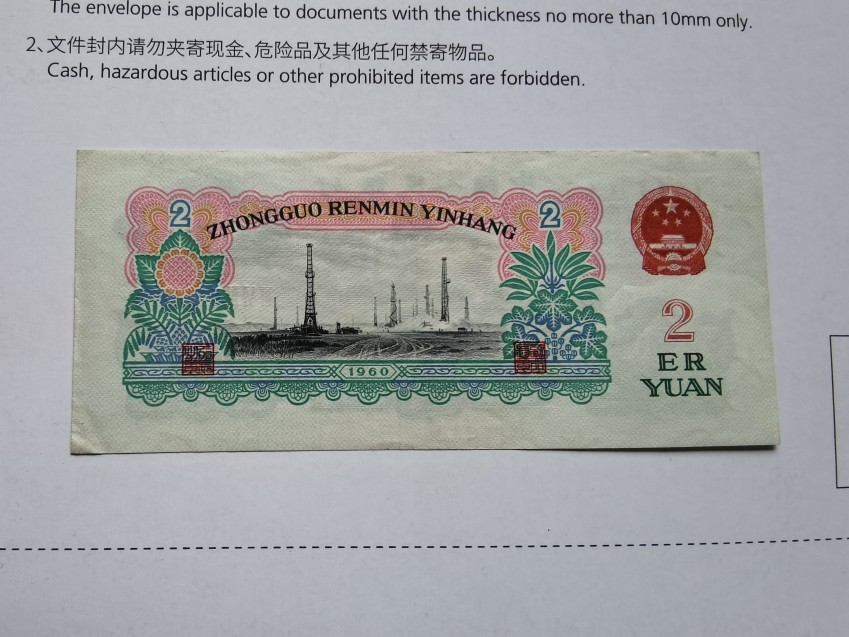 The envelope is applicable to documents with the thickness no more than 10mm only.
2、文件封内请勿夹寄现金、危险品及其他任何禁寄物品。
Cash, hazardous articles or other prohibited items are forbidden.
2
2
ZHONGGUO RENMIN YINHANG
2
ER
YUAN
1960